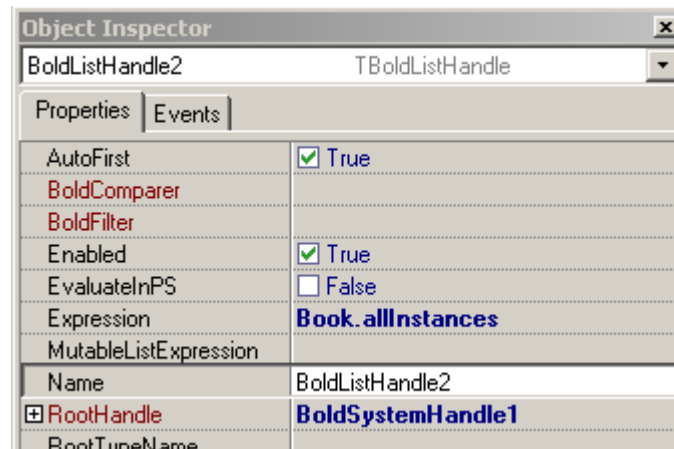 Object Inspector
BoldListHandle2 TBoldListHandle
Properties Events
AutoFirst True
BoldComparer
BoldFilter
Enabled True
EvaluateInPS False
Expression Book.allInstances
MutableListExpression
Name BoldListHandle2
RootHandle BoldSystemHandle1
RootTypeName